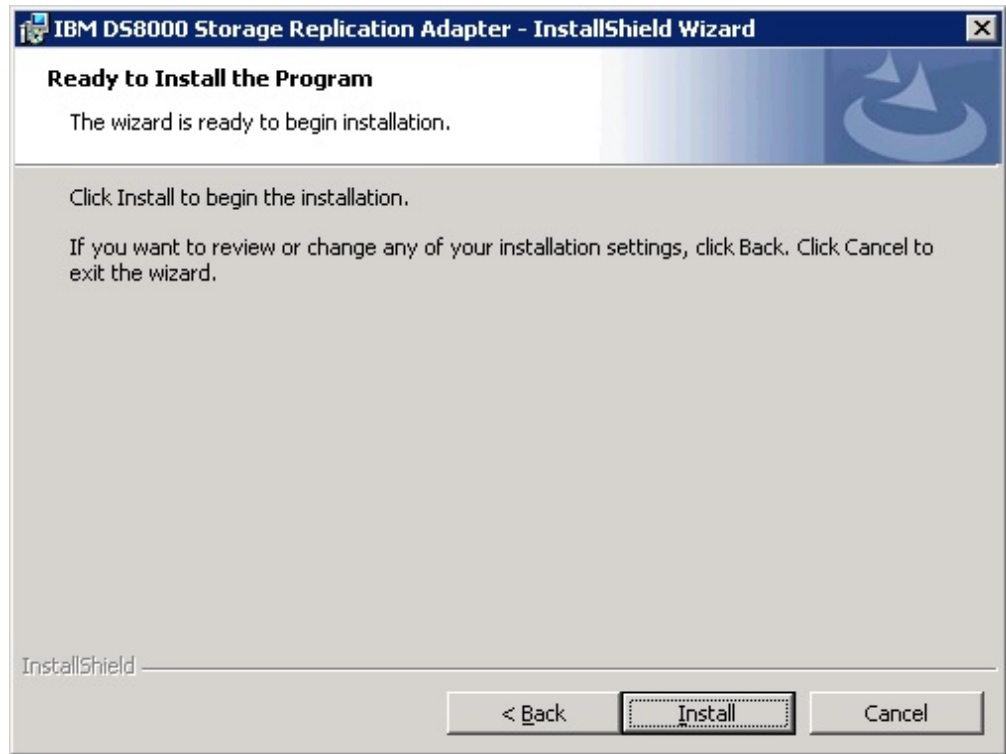 IBM DS8000 Storage Replication Adapter - InstallShield Wizard
Ready to Install the Program
The wizard is ready to begin installation.
Click Install to begin the installation.
If you want to review or change any of your installation settings, click Back. Click Cancel to
exit the wizard.
InstallShield
< Back
Install
Cancel